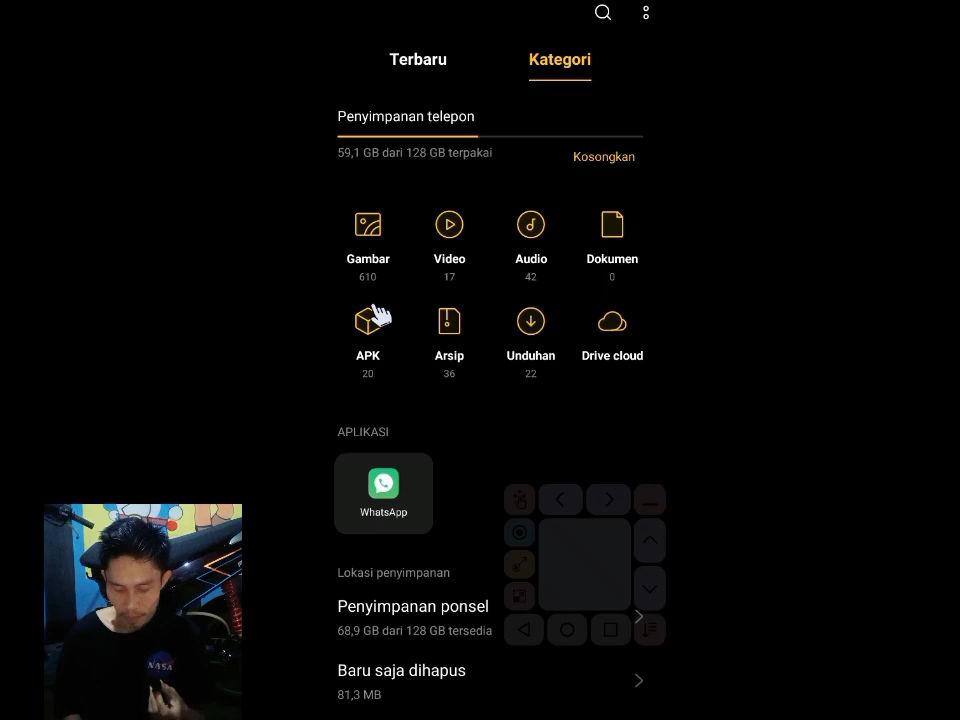 Terbaru
Kategori
Penyimpanan telepon
59,1 GB dari 128 GB terpakai
Kosongkan
Gambar
Video
Audio
Dokumen
610
17
42
0
APK
Arsip
Unduhan
Drive cloud
20
36
22
APLIKASI
WhatsApp
Lokasi penyimpanan
Penyimpanan ponsel
68,9 GB dari 128 GB tersedia
Baru saja dihapus
81,3 MB
NASA